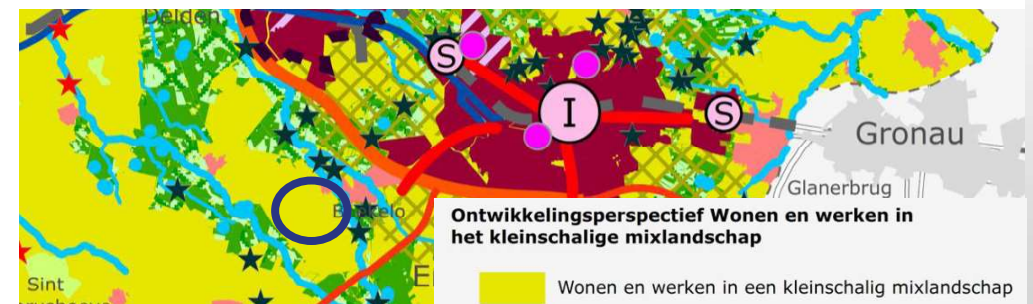 Delden
S
I
S
Gronau
Glanerbrug
Ontwikkelingsperspectief Wonen en werken in
het kleinschalige mixlandschap
Wonen en werken in een kleinschalig mixlandschap
E
Sint